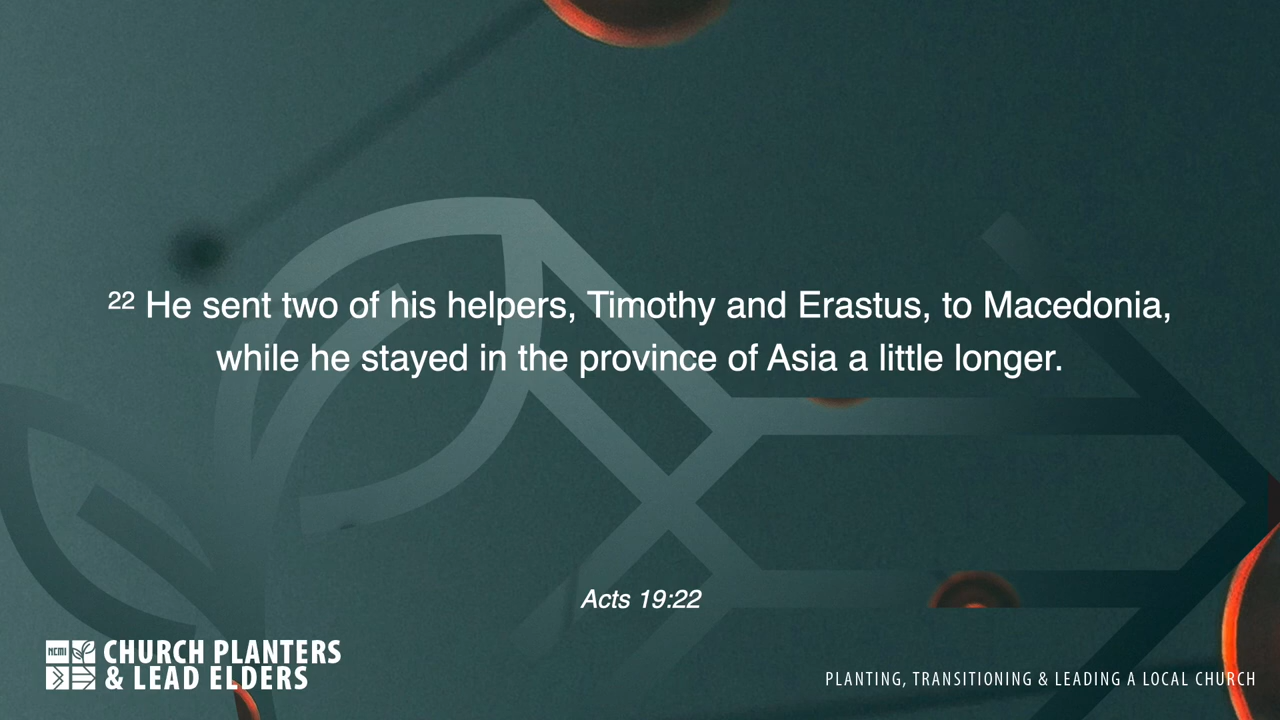 22 He sent two of his helpers, Timothy and Erastus, to Macedonia,
while he stayed in the province of Asia a little longer.
Acts 19:22
NCMI
CHURCH PLANTERS
& LEAD ELDERS
PLANTING, TRANSITIONING & LEADING A LOCAL CHURCH